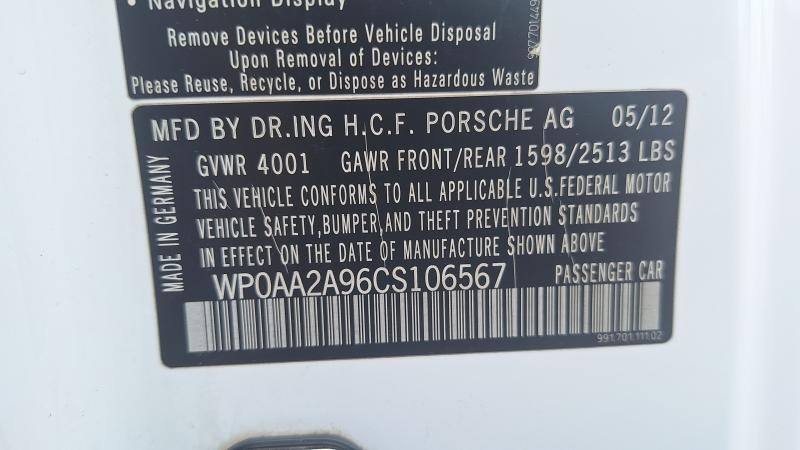 • Navigation Display
Remove Devices Before Vehicle Disposal
Upon Removal of Devices:
Please Reuse, Recycle, or Dispose as Hazardous Waste
MFD BY DR.ING H.C.F. PORSCHE AG 05/12
GVWR 4001 GAWR FRONT/REAR 1598/2513 LBS
THIS VEHICLE CONFORMS TO ALL APPLICABLE U.S.FEDERAL MOTOR
VEHICLE SAFETY,BUMPER,AND THEFT PREVENTION STANDARDS
IN EFFECT ON THE DATE OF MANUFACTURE SHOWN ABOVE
WP0AA2A96CS106567 PASSENGER CAR
MADE IN GERMANY
991.701.111.02